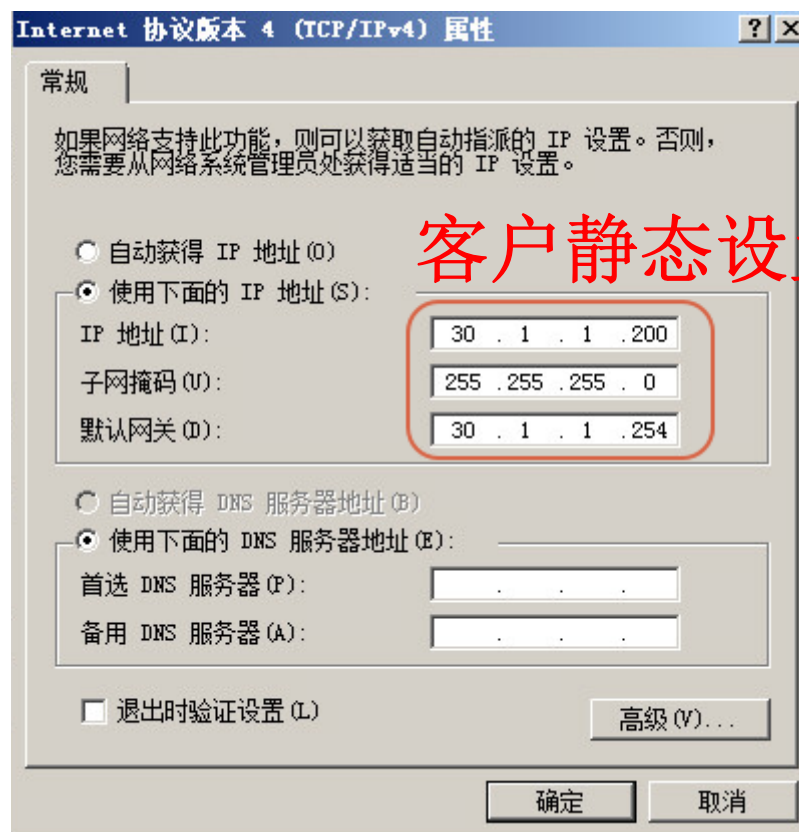 Internet 协议版本 4 (TCP/IPv4) 属性
常规
如果网络支持此功能，则可以获取自动指派的 IP 设置。否则，
您需要从网络系统管理员处获得适当的 IP 设置。
客户静态设
自动获得 IP 地址(O)
使用下面的 IP 地址(S):
IP 地址(I): 30 . 1 . 1 .200
子网掩码(U): 255 .255 .255 . 0
默认网关(D): 30 . 1 . 1 .254
自动获得 DNS 服务器地址(B)
使用下面的 DNS 服务器地址(E):
首选 DNS 服务器(P): . . .
备用 DNS 服务器(A): . . .
退出时验证设置(L)
高级(V)...
确定 取消